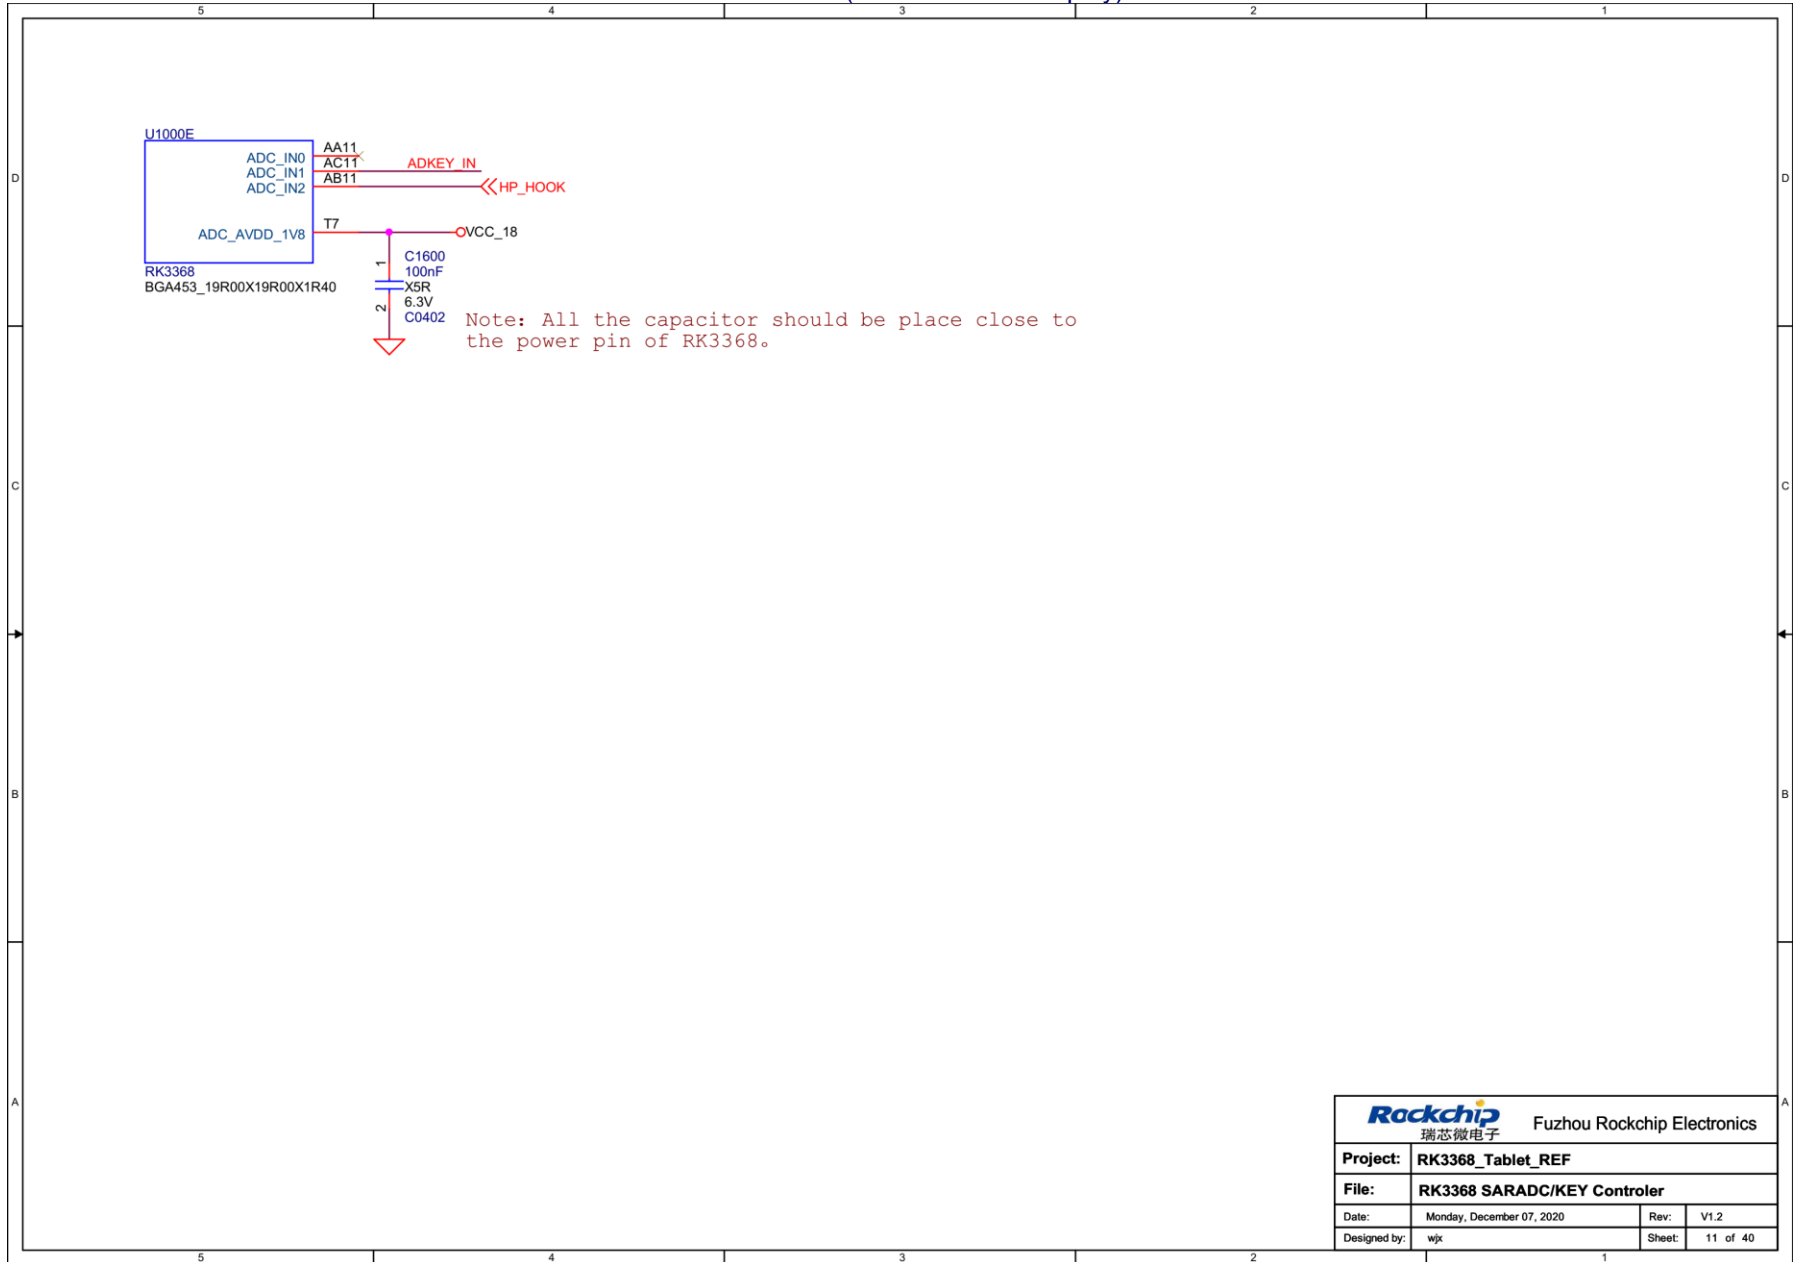 5 4 3 2 1
U1000E
ADC_IN0 AA11
ADC_IN1 AC11 ADKEY_IN
ADC_IN2 AB11 HP_HOOK
ADC_AVDD_1V8 T7 VCC_18
RK3368
BGA453_19R00X19R00X1R40
1
2
C1600
100nF
X5R
6.3V
C0402
Note: All the capacitor should be place close to
the power pin of RK3368。
D D
C C
B B
A A
Rockchip
瑞芯微电子
Fuzhou Rockchip Electronics
Project: RK3368_Tablet_REF
File: RK3368 SARADC/KEY Controler
Date: Monday, December 07, 2020 Rev: V1.2
Designed by: wjx Sheet: 11 of 40
5 4 3 2 1